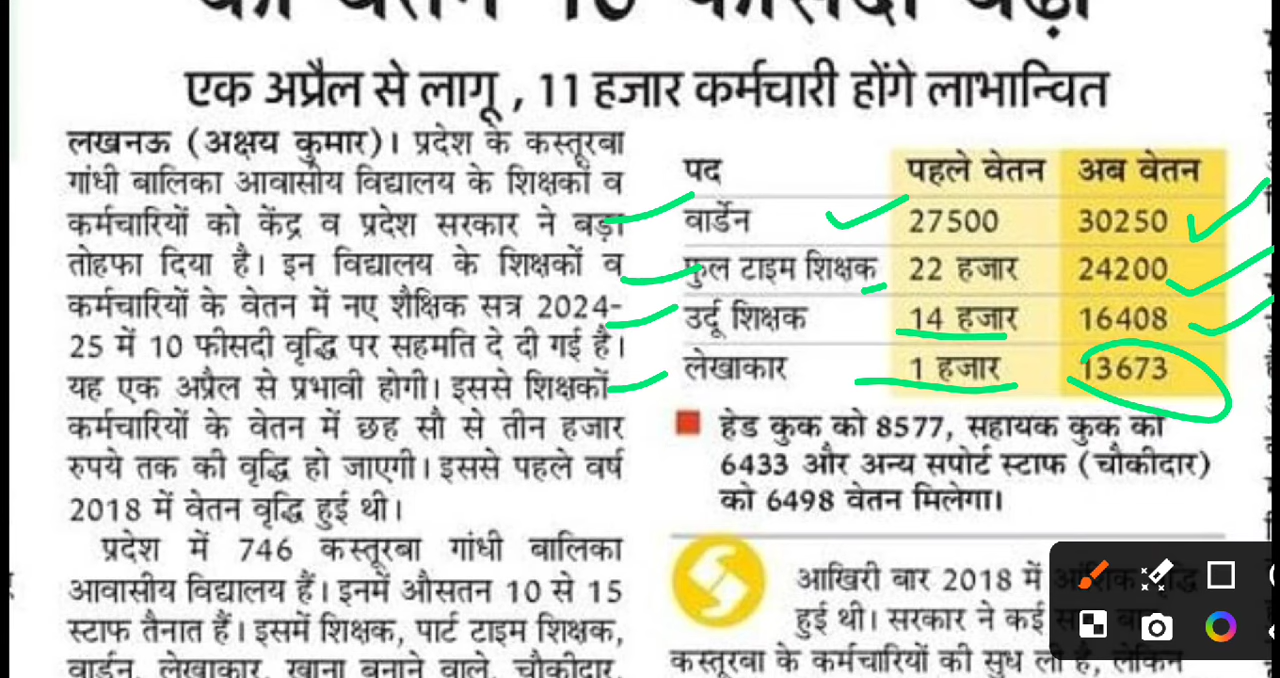 एक अप्रैल से लागू , 11 हजार कर्मचारी होंगे लाभान्वित
लखनऊ (अक्षय कुमार)। प्रदेश के कस्तूरबा
गांधी बालिका आवासीय विद्यालय के शिक्षकों व
कर्मचारियों को केंद्र व प्रदेश सरकार ने बड़ा
तोहफा दिया है। इन विद्यालय के शिक्षकों व
कर्मचारियों के वेतन में नए शैक्षिक सत्र 2024-
25 में 10 फीसदी वृद्धि पर सहमति दे दी गई है।
यह एक अप्रैल से प्रभावी होगी। इससे शिक्षकों
कर्मचारियों के वेतन में छह सौ से तीन हजार
रुपये तक की वृद्धि हो जाएगी। इससे पहले वर्ष
2018 में वेतन वृद्धि हुई थी।
प्रदेश में 746 कस्तूरबा गांधी बालिका
आवासीय विद्यालय हैं। इनमें औसतन 10 से 15
स्टाफ तैनात हैं। इसमें शिक्षक, पार्ट टाइम शिक्षक,
वार्डन, लेखाकार, खाना बनाने वाले, चौकीदार,
पद पहले वेतन अब वेतन
वार्डेन 27500 30250
फुल टाइम शिक्षक 22 हजार 24200
उर्दू शिक्षक 14 हजार 16408
लेखाकार 1 हजार 13673
हेड कुक को 8577, सहायक कुक को
6433 और अन्य सपोर्ट स्टाफ (चौकीदार)
को 6498 वेतन मिलेगा।
आखिरी बार 2018 में आंशिक वृद्धि
हुई थी। सरकार ने कई
कस्तूरबा के कर्मचारियों की सुध ली है, लेकिन